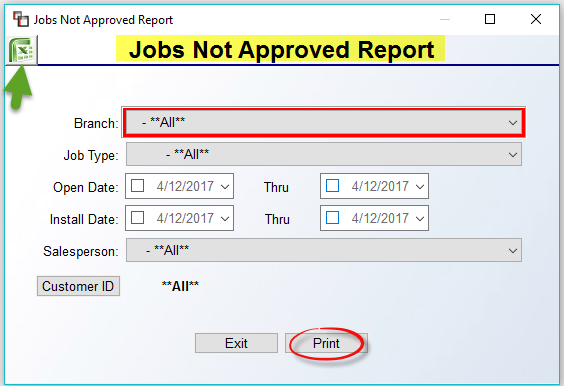 Jobs Not Approved Report
Jobs Not Approved Report
Branch: - **All**
Job Type: - **All**
Open Date: 4/12/2017 Thru 4/12/2017
Install Date: 4/12/2017 Thru 4/12/2017
Salesperson: - **All**
Customer ID **All**
Exit Print